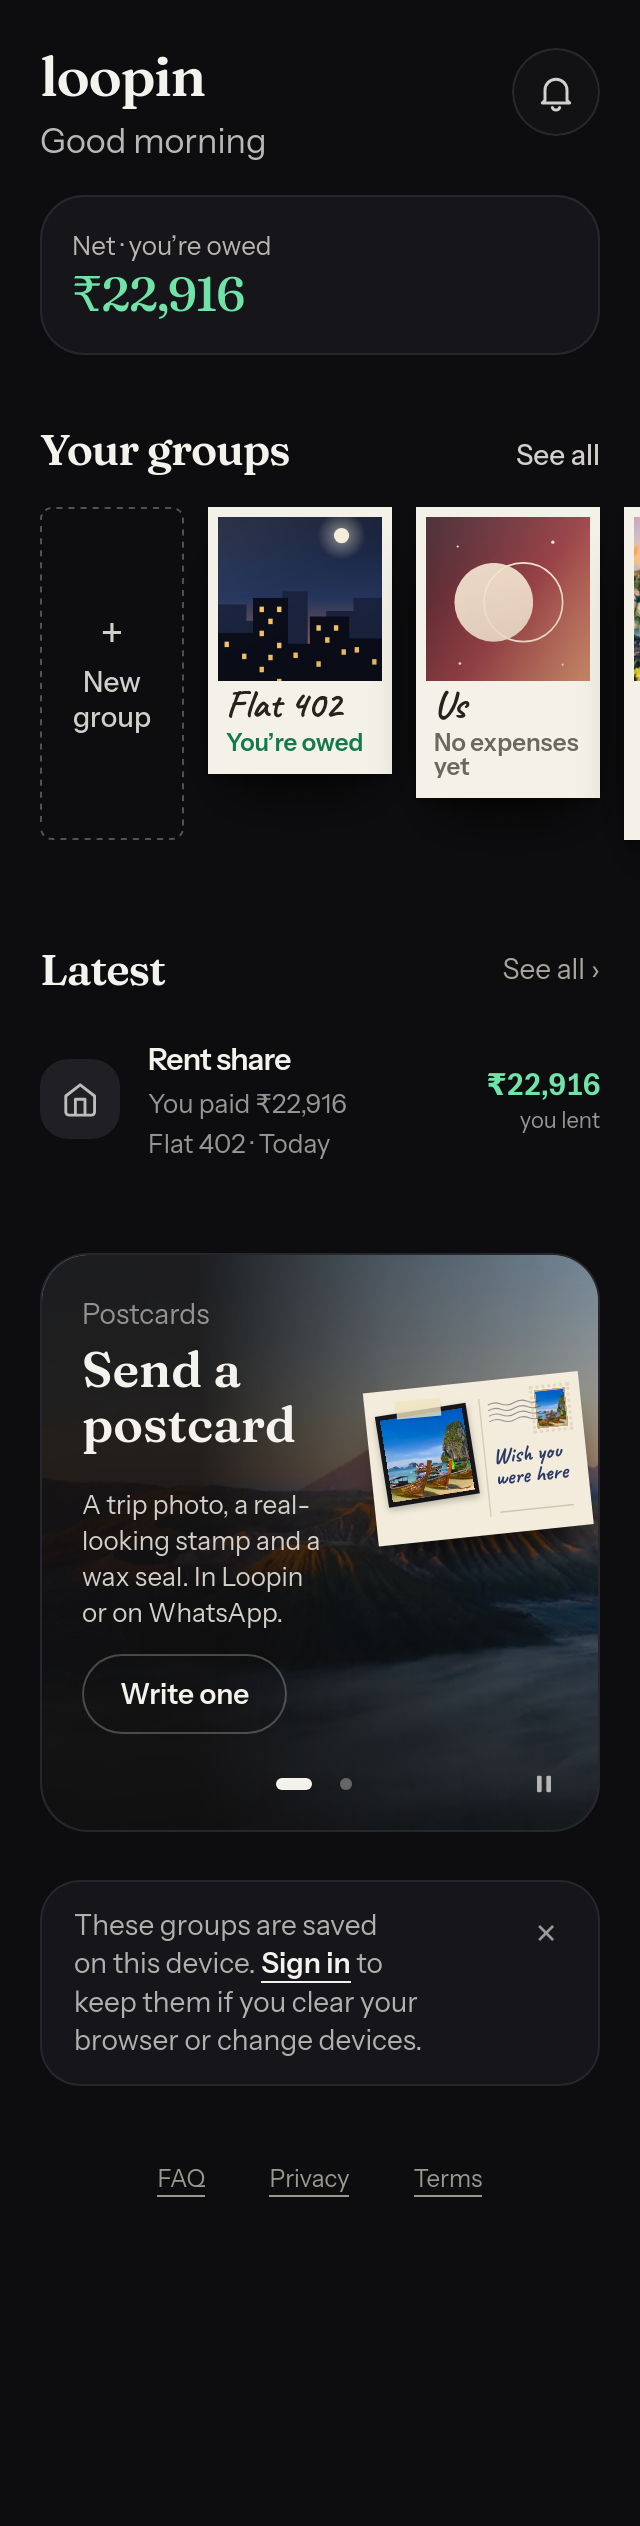 loopin
Good morning
Net · you’re owed
₹22,916
Your groups
See all
+
New
group
Flat 402
You’re owed
Us
No expenses
yet
Latest
See all ›
Rent share
You paid ₹22,916
Flat 402 · Today
₹22,916
you lent
Postcards
Send a
postcard
A trip photo, a real-
looking stamp and a
wax seal. In Loopin
or on WhatsApp.
Wish you
were here
Write one
These groups are saved
on this device. Sign in to
keep them if you clear your
browser or change devices.
FAQ
Privacy
Terms